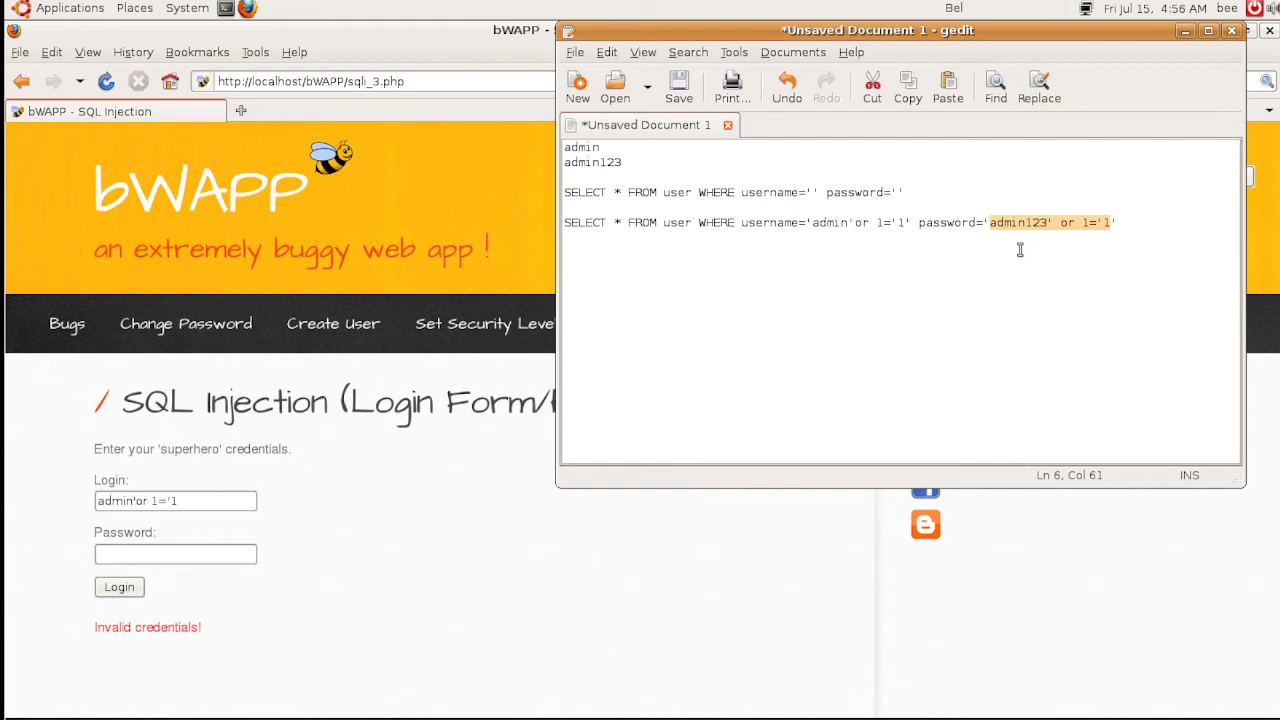 Applications Places System Bel Fri Jul 15, 4:56 AM bee
bWAPP - S
*Unsaved Document 1 - gedit
File Edit View History Bookmarks Tools Help
File Edit View Search Tools Documents Help
http://localhost/bWAPP/sqli_3.php
New Open Save Print... Undo Redo Cut Copy Paste Find Replace
bWAPP - SQL Injection
*Unsaved Document 1
admin
admin123
SELECT * FROM user WHERE username='' password=''
SELECT * FROM user WHERE username='admin'or 1='1' password='admin123' or 1='1'
Ln 6, Col 61 INS
bWAPP
an extremely buggy web app !
Bugs Change Password Create User Set Security Leve
/ SQL Injection (Login Form/
Enter your 'superhero' credentials.
Login:
admin'or 1='1
Password:
Login
Invalid credentials!